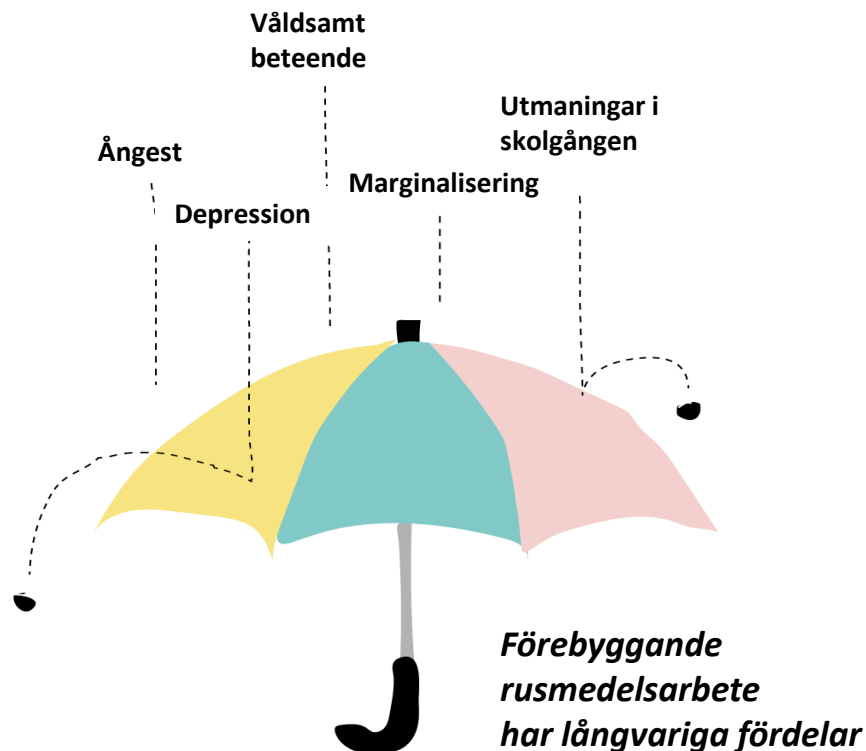 Våldsamt
beteende
Utmaningar i
skolgången
Ångest
Marginalisering
Depression
Förebyggande
rusmedelsarbete
har långvariga fördelar